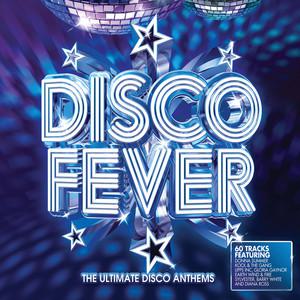 DISCO
FEVER
THE ULTIMATE DISCO ANTHEMS
60 TRACKS
FEATURING
DONNA SUMMER
KOOL & THE GANG
LIPPS INC, GLORIA GAYNOR
EARTH WIND & FIRE
SYLVESTER, BARRY WHITE
AND DIANA ROSS